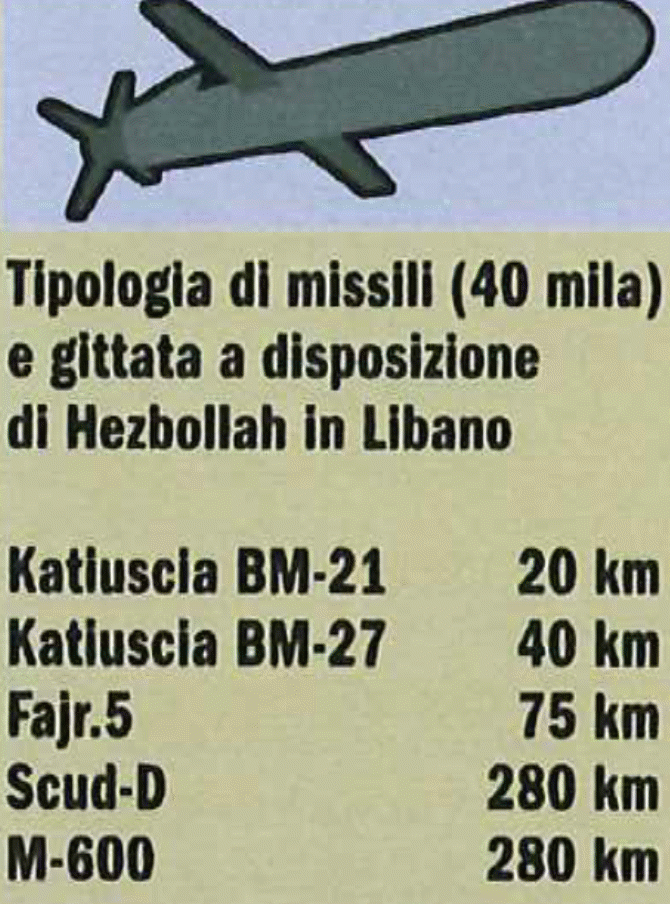 Tipologia di missili (40 mila)
e gittata a disposizione
di Hezbollah in Libano
Katiuscia BM-21 20 km
Katiuscia BM-27 40 km
Fajr.5 75 km
Scud-D 280 km
M-600 280 km